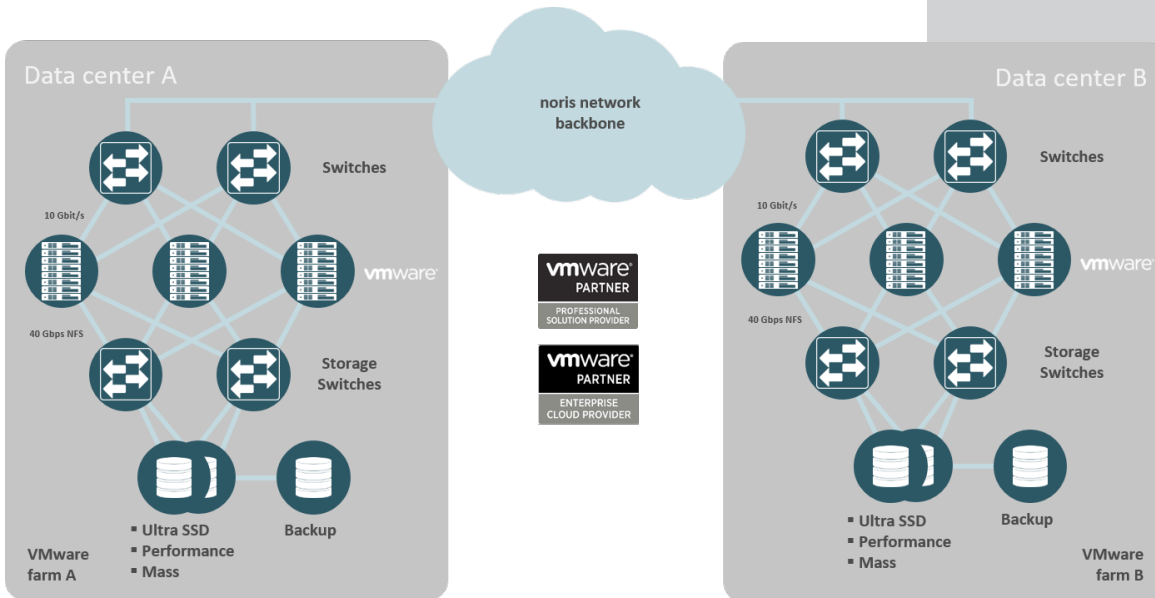 Data center A
Switches
10 Gbit/s
vmware®
40 Gbps NFS
Storage
Switches
▪ Ultra SSD
▪ Performance
▪ Mass
Backup
VMware
farm A
noris network
backbone
vmware®
PARTNER
PROFESSIONAL
SOLUTION PROVIDER
vmware®
PARTNER
ENTERPRISE
CLOUD PROVIDER
Data center B
Switches
10 Gbit/s
vmware®
40 Gbps NFS
Storage
Switches
▪ Ultra SSD
▪ Performance
▪ Mass
Backup
VMware
farm B